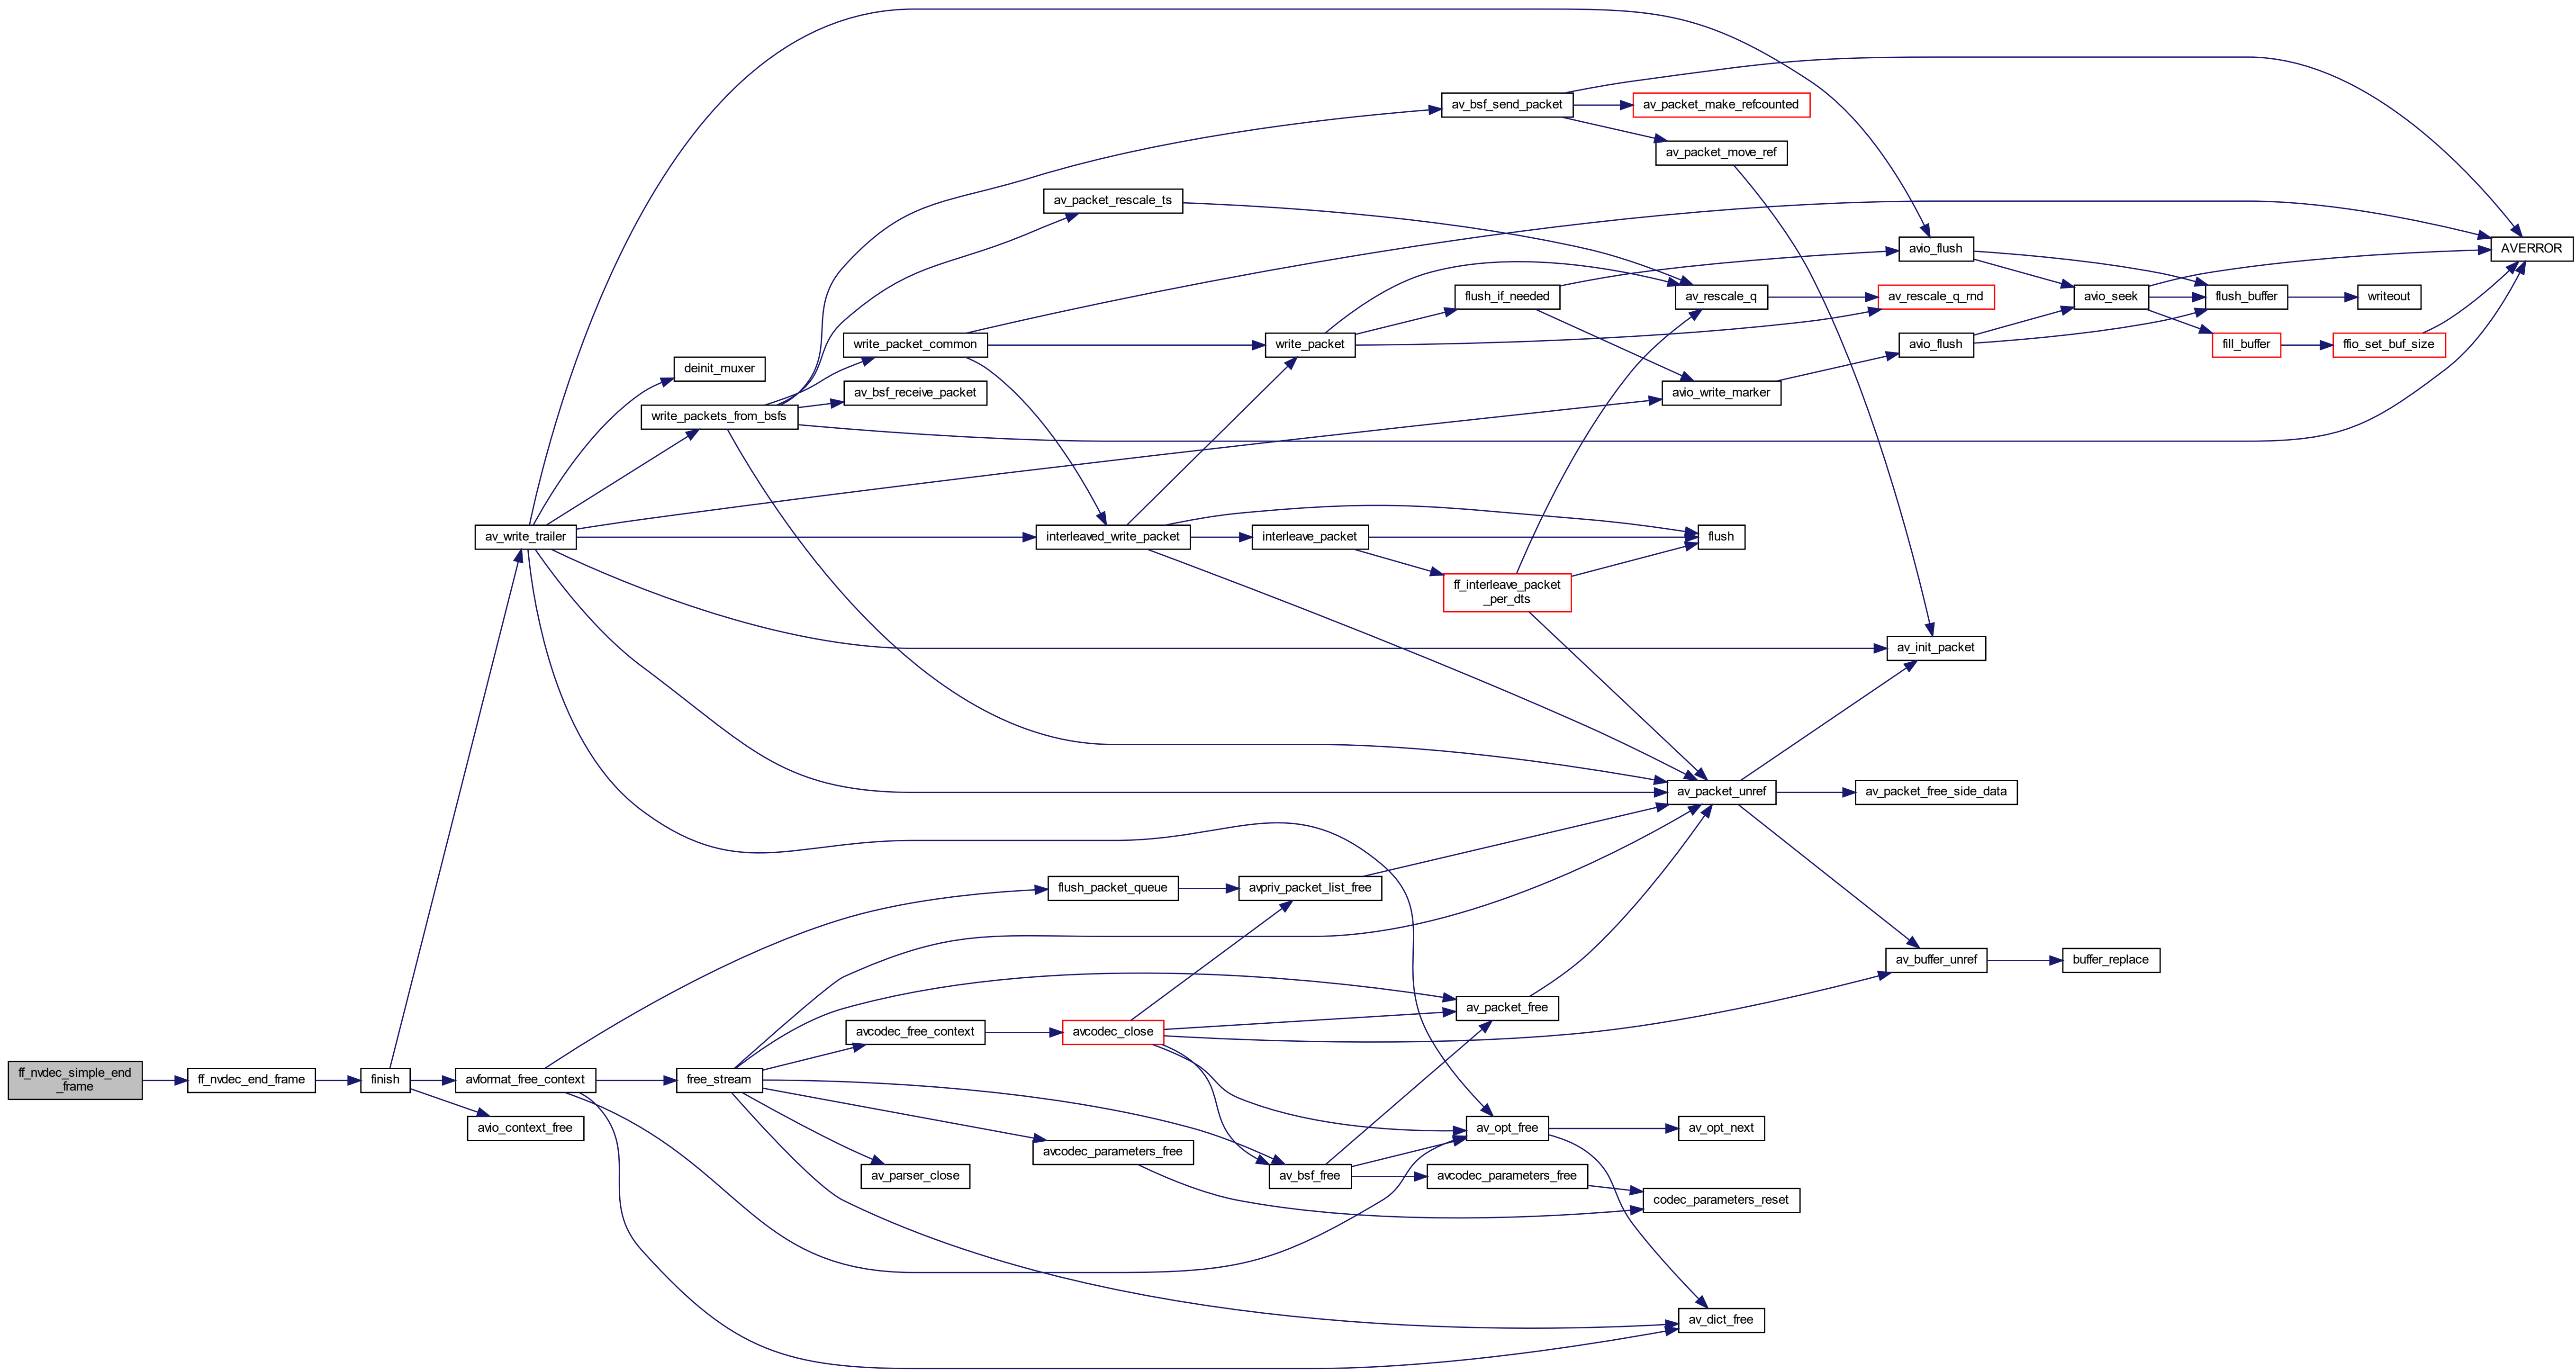 ff_nvdec_simple_end
_frame
ff_nvdec_end_frame
finish
av_write_trailer
avformat_free_context
avio_context_free
deinit_muxer
write_packets_from_bsfs
free_stream
write_packet_common
av_bsf_receive_packet
avcodec_free_context
av_parser_close
av_packet_rescale_ts
interleaved_write_packet
flush_packet_queue
avcodec_close
avcodec_parameters_free
write_packet
interleave_packet
avpriv_packet_list_free
av_bsf_free
av_bsf_send_packet
flush_if_needed
ff_interleave_packet
_per_dts
av_packet_free
av_opt_free
avcodec_parameters_free
av_packet_make_refcounted
av_packet_move_ref
av_rescale_q
avio_write_marker
flush
av_packet_unref
av_opt_next
codec_parameters_reset
av_dict_free
avio_flush
av_rescale_q_rnd
avio_flush
av_init_packet
av_packet_free_side_data
av_buffer_unref
avio_seek
buffer_replace
flush_buffer
fill_buffer
writeout
ffio_set_buf_size
AVERROR